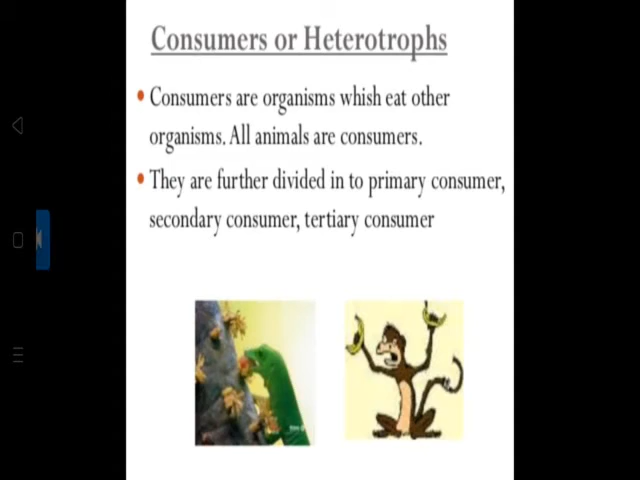 Consumers or Heterotrophs
• Consumers are organisms whish eat other
organisms. All animals are consumers.
• They are further divided in to primary consumer,
secondary consumer, tertiary consumer